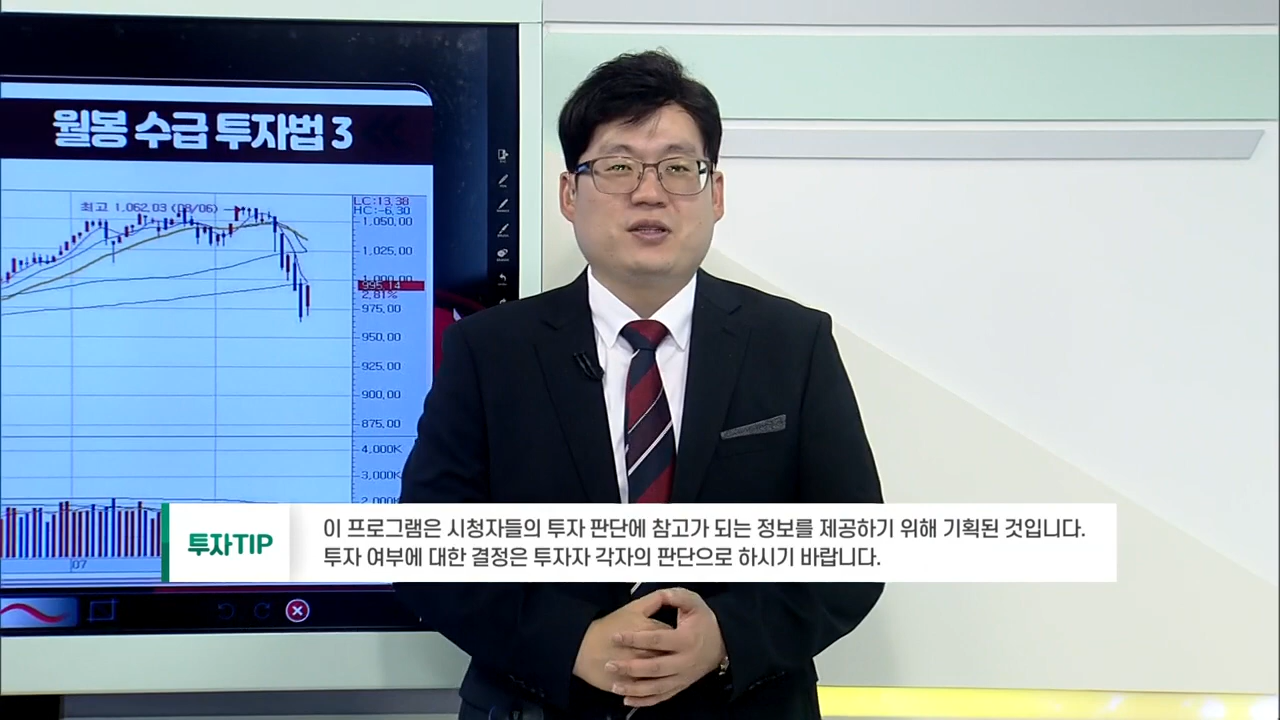 월봉 수급 투자법 3
최고 1,062.03 (08/06)
LC:13.38
HC:-6.30
1,050.00
1,025.00
1,000.00
995.14
2.81%
975.00
950.00
925.00
900.00
875.00
4,000K
3,000K
2,000K
07
투자TIP
이 프로그램은 시청자들의 투자 판단에 참고가 되는 정보를 제공하기 위해 기획된 것입니다.
투자 여부에 대한 결정은 투자자 각자의 판단으로 하시기 바랍니다.